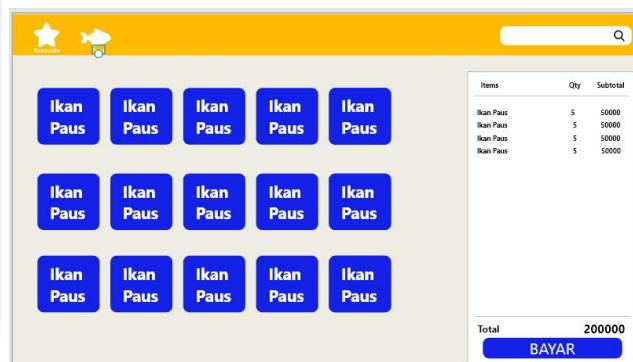 Favourite
Items Qty Subtotal
Ikan Paus 5 50000
Ikan Paus 5 50000
Ikan Paus 5 50000
Ikan Paus 5 50000
Ikan Ikan Ikan Ikan Ikan
Paus Paus Paus Paus Paus
Ikan Ikan Ikan Ikan Ikan
Paus Paus Paus Paus Paus
Ikan Ikan Ikan Ikan Ikan
Paus Paus Paus Paus Paus
Total 200000
BAYAR